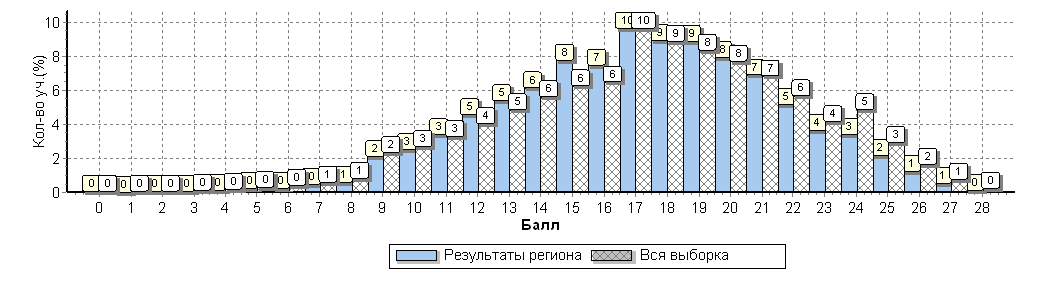 Кол-во уч.(%)
10
8
6
4
2
0
0 0 0 0 0 0 0 0 0 0 0 0 0 0 0 1 1 1 2 2 3 3 3 3 5 4 5 5 6 6 8 6 7 6 10 10 9 9 9 8 8 8 7 7 5 6 4 4 3 5 2 3 1 2 1 1 0 0
0 1 2 3 4 5 6 7 8 9 10 11 12 13 14 15 16 17 18 19 20 21 22 23 24 25 26 27 28
Балл
Результаты региона Вся выборка